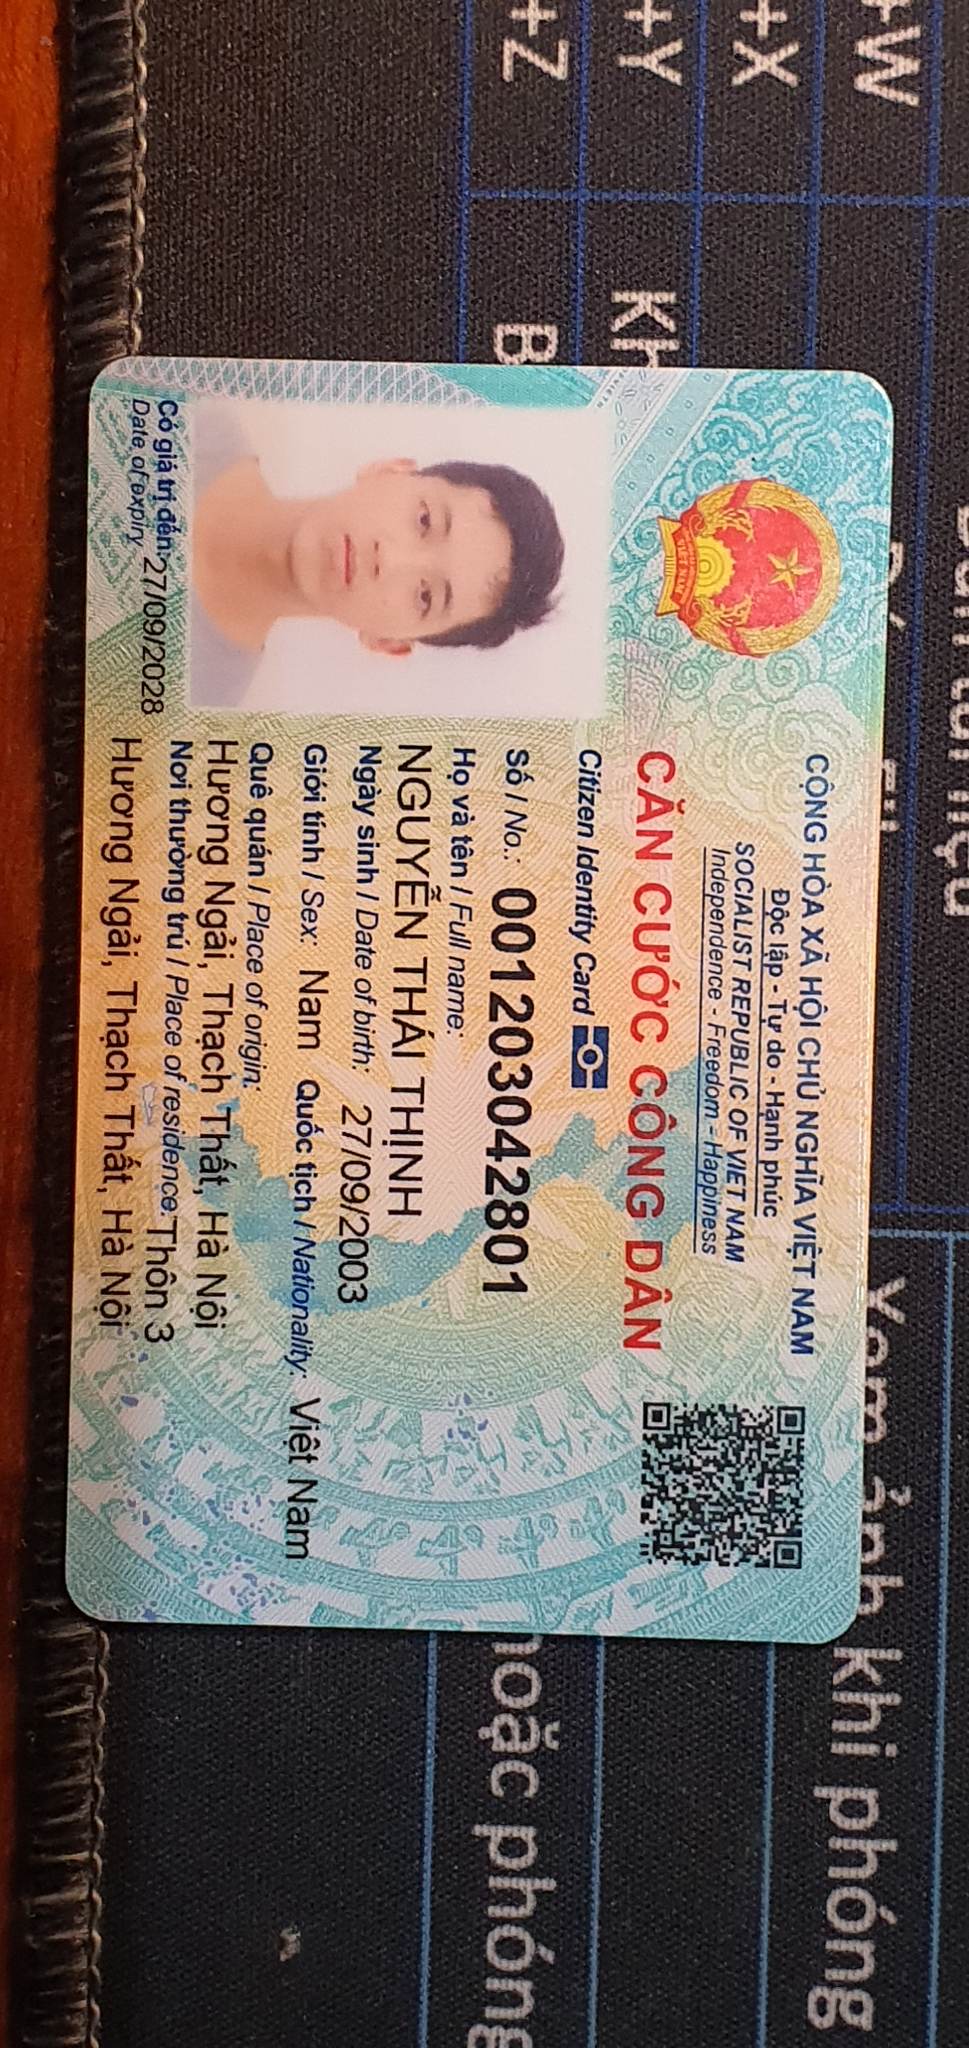 CỘNG HÒA XÃ HỘI CHỦ NGHĨA VIỆT NAM
Độc lập - Tự do - Hạnh phúc
SOCIALIST REPUBLIC OF VIET NAM
Independence - Freedom - Happiness
CĂN CƯỚC CÔNG DÂN
Citizen Identity Card
Số / No.: 001203042801
Họ và tên / Full name:
NGUYỄN THÁI THỊNH
Ngày sinh / Date of birth: 27/09/2003
Giới tính / Sex: Nam Quốc tịch / Nationality: Việt Nam
Quê quán / Place of origin:
Hương Ngải, Thạch Thất, Hà Nội
Nơi thường trú / Place of residence: Thôn 3
Hương Ngải, Thạch Thất, Hà Nội
Có giá trị đến: 27/09/2028
Date of expiry
+W
+X
+Y
+Z
Xem ảnh khi phóng
hoặc phóng